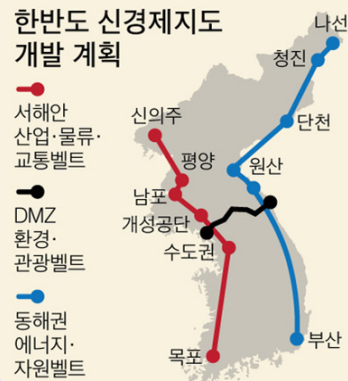 한반도 신경제지도
개발 계획
서해안
산업·물류·
교통벨트
DMZ
환경·
관광벨트
동해권
에너지·
자원벨트
나선
청진
단천
신의주
평양
원산
남포
개성공단
수도권
부산
목포